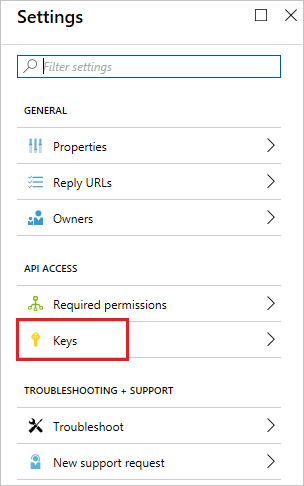 Settings
Filter settings
GENERAL
Properties
Reply URLs
Owners
API ACCESS
Required permissions
Keys
TROUBLESHOOTING + SUPPORT
Troubleshoot
New support request